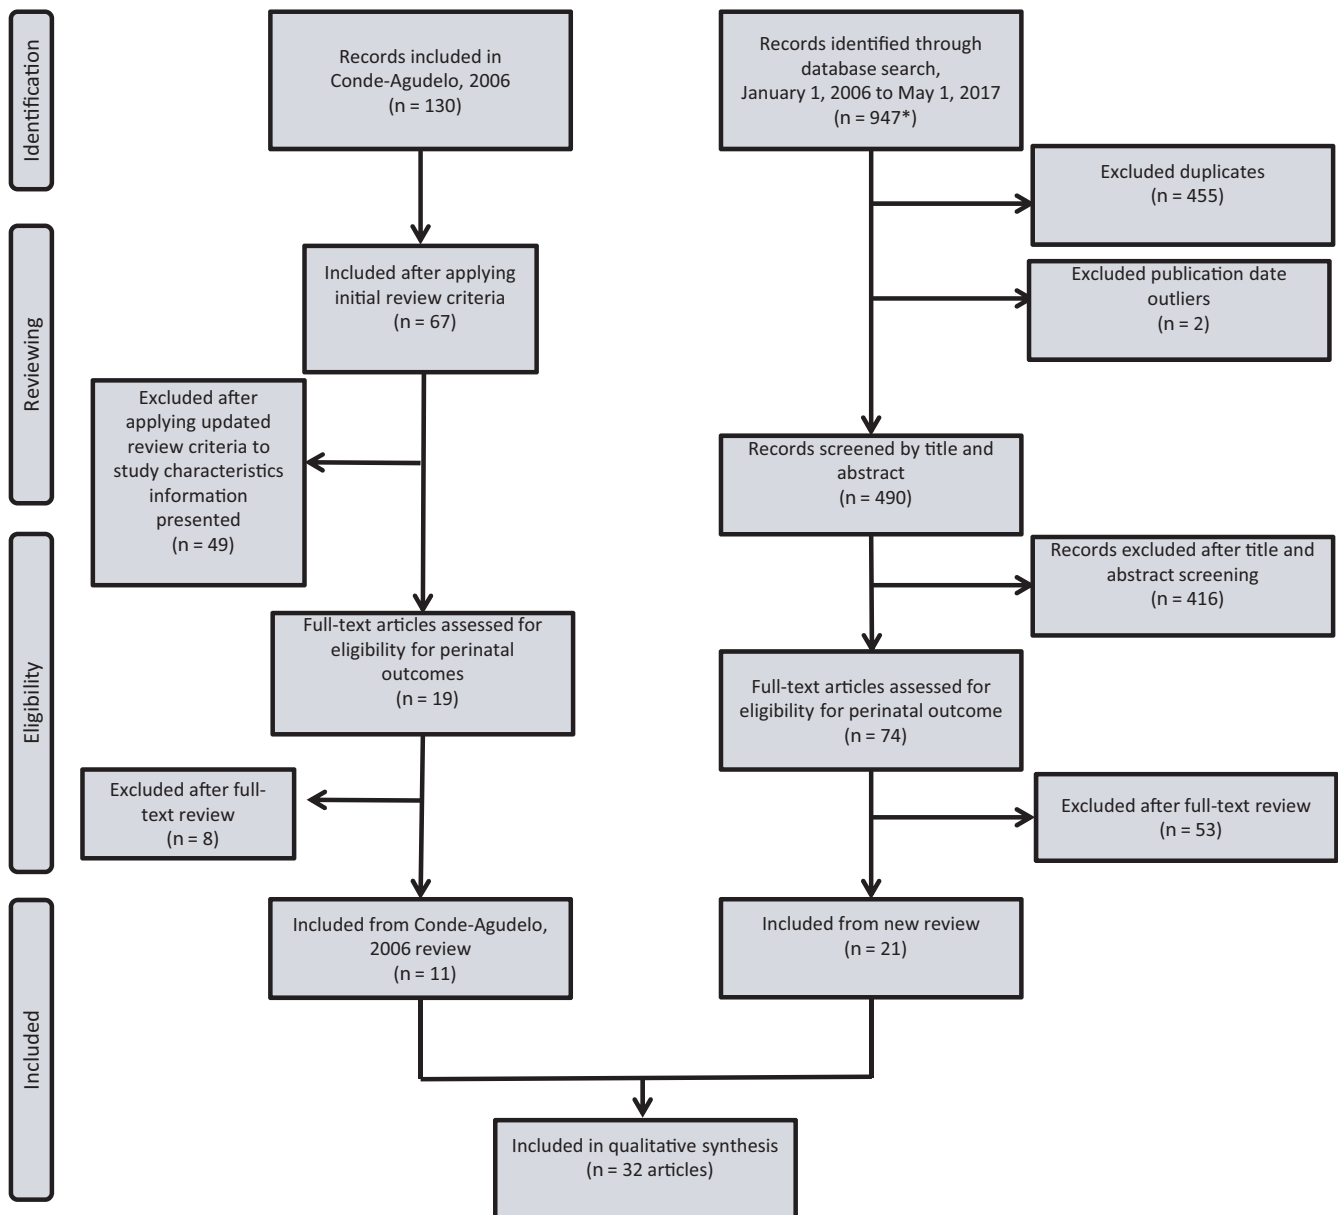 Identification
Records included in
Conde-Agudelo, 2006
(n = 130)
Records identified through
database search,
January 1, 2006 to May 1, 2017
(n = 947*)
Excluded duplicates
(n = 455)
Reviewing
Included after applying
initial review criteria
(n = 67)
Excluded publication date
outliers
(n = 2)
Excluded after
applying updated
review criteria to
study characteristics
information
presented
(n = 49)
Records screened by title and
abstract
(n = 490)
Eligibility
Records excluded after title and
abstract screening
(n = 416)
Full-text articles assessed for
eligibility for perinatal
outcomes
(n = 19)
Full-text articles assessed for
eligibility for perinatal outcome
(n = 74)
Excluded after full-
text review
(n = 8)
Excluded after full-text review
(n = 53)
Included
Included from Conde-Agudelo,
2006 review
(n = 11)
Included from new review
(n = 21)
Included in qualitative synthesis
(n = 32 articles)